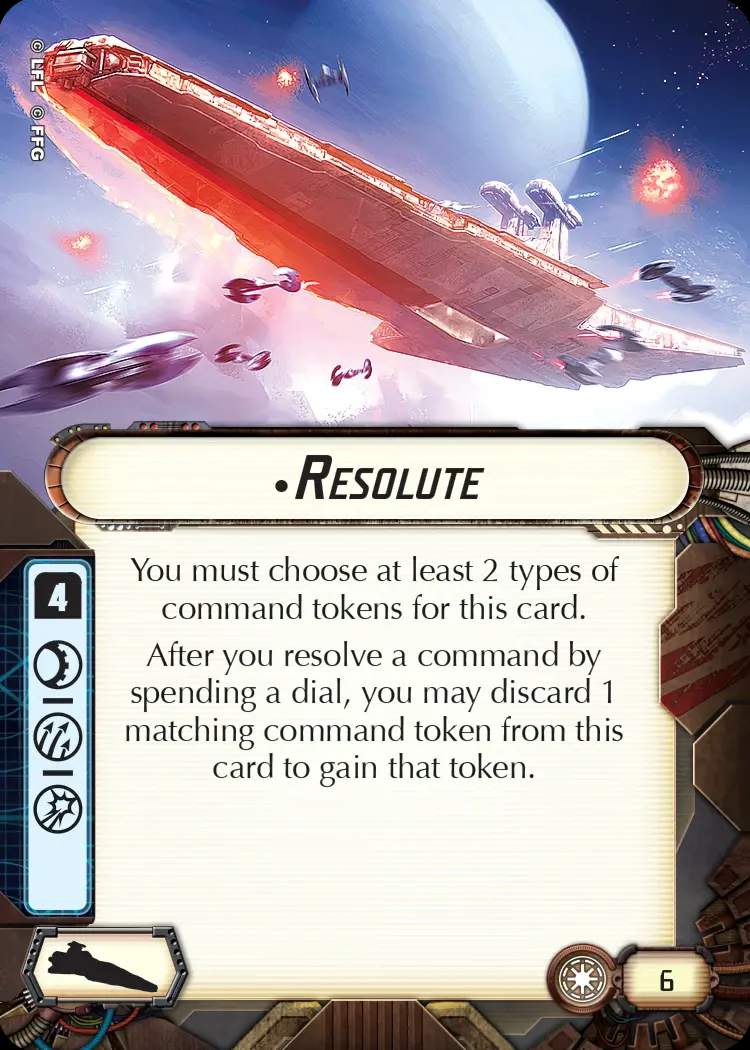 © LFL © FFG
• RESOLUTE
4
You must choose at least 2 types of
command tokens for this card.
After you resolve a command by
spending a dial, you may discard 1
matching command token from this
card to gain that token.
6